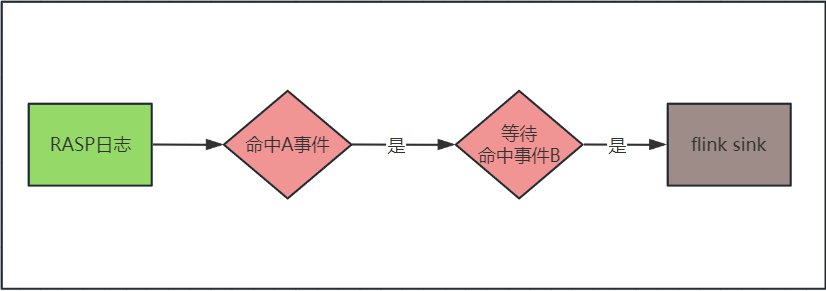 RASP日志
命中A事件
是
等待
命中事件B
是
flink sink